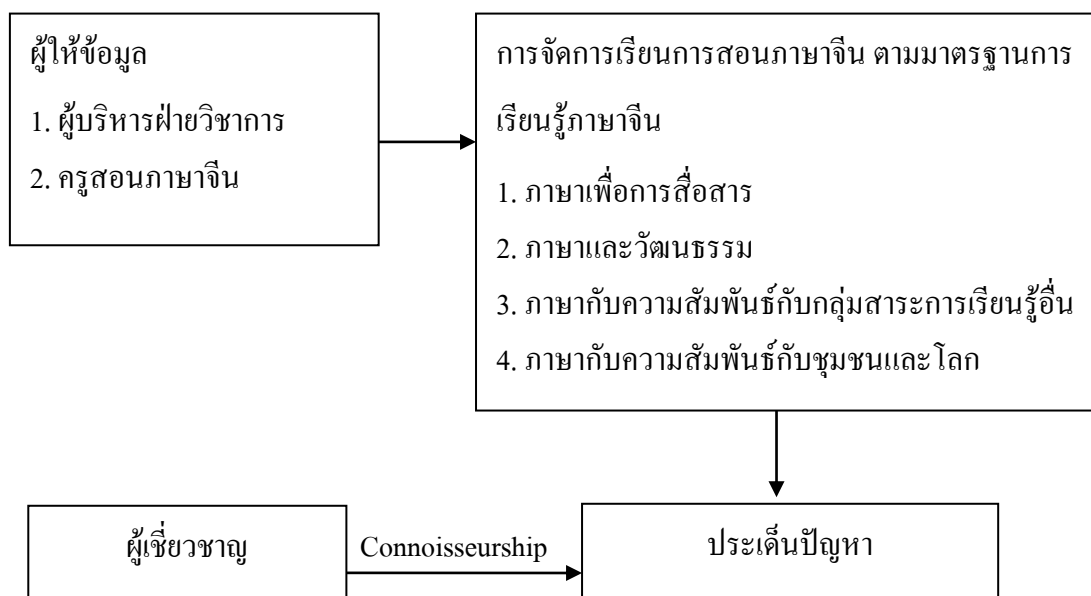 ผู้ให้ข้อมูล
1. ผู้บริหารฝ่ายวิชาการ
2. ครูสอนภาษาจีน
การจัดการเรียนการสอนภาษาจีน ตามมาตรฐานการ
เรียนรู้ภาษาจีน
1. ภาษาเพื่อการสื่อสาร
2. ภาษาและวัฒนธรรม
3. ภาษากับความสัมพันธ์กับกลุ่มสาระการเรียนรู้อื่น
4. ภาษากับความสัมพันธ์กับชุมชนและโลก
ผู้เชี่ยวชาญ
Connoisseurship
ประเด็นปัญหา